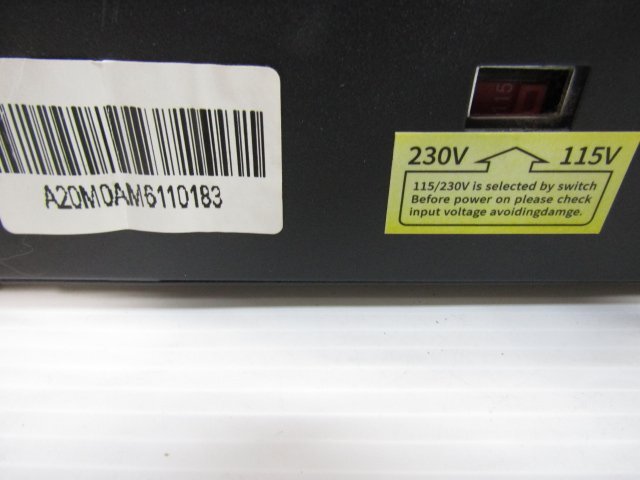 A20M0AM6110183
115
230V 115V
115/230V is selected by switch
Before power on please check
input voltage avoidingdamge.